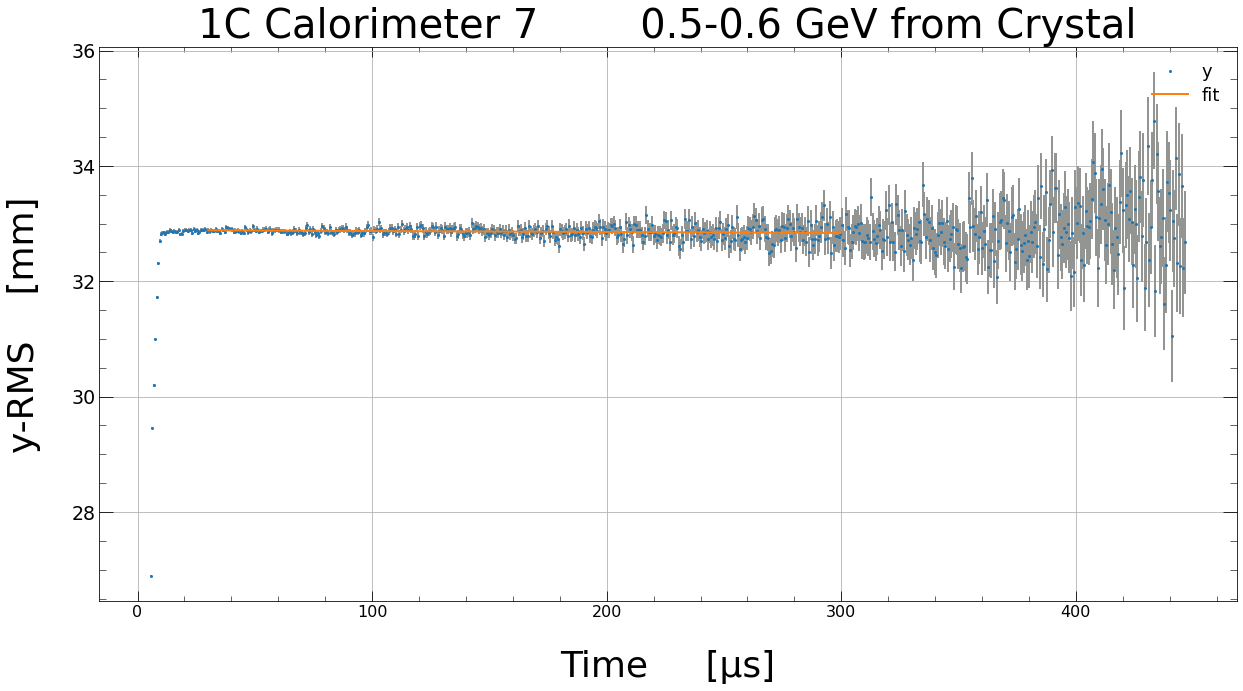 1C Calorimeter 7 0.5-0.6 GeV from Crystal
y
fit
36
34
32
30
28
y-RMS [mm]
0 100 200 300 400
Time [µs]